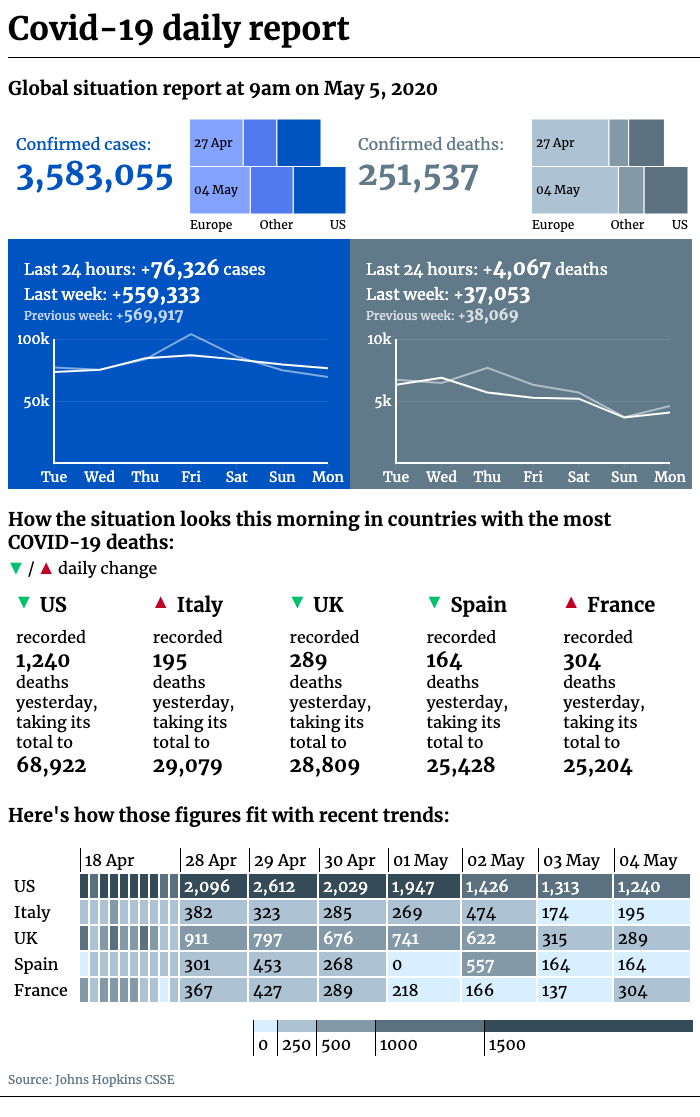 Covid-19 daily report
Global situation report at 9am on May 5, 2020
Confirmed cases:
3,583,055
27 Apr
04 May
Europe Other US
Confirmed deaths:
251,537
27 Apr
04 May
Europe Other US
Last 24 hours: +76,326 cases
Last week: +559,333
Previous week: +569,917
100k
50k
Tue Wed Thu Fri Sat Sun Mon
Last 24 hours: +4,067 deaths
Last week: +37,053
Previous week: +38,069
10k
5k
Tue Wed Thu Fri Sat Sun Mon
How the situation looks this morning in countries with the most
COVID-19 deaths:
▼ / ▲ daily change
▼ US
recorded
1,240
deaths
yesterday,
taking its
total to
68,922
▲ Italy
recorded
195
deaths
yesterday,
taking its
total to
29,079
▼ UK
recorded
289
deaths
yesterday,
taking its
total to
28,809
▼ Spain
recorded
164
deaths
yesterday,
taking its
total to
25,428
▲ France
recorded
304
deaths
yesterday,
taking its
total to
25,204
Here's how those figures fit with recent trends:
18 Apr 28 Apr 29 Apr 30 Apr 01 May 02 May 03 May 04 May
US 2,096 2,612 2,029 1,947 1,426 1,313 1,240
Italy 382 323 285 269 474 174 195
UK 911 797 676 741 622 315 289
Spain 301 453 268 0 557 164 164
France 367 427 289 218 166 137 304
0 250 500 1000 1500
Source: Johns Hopkins CSSE